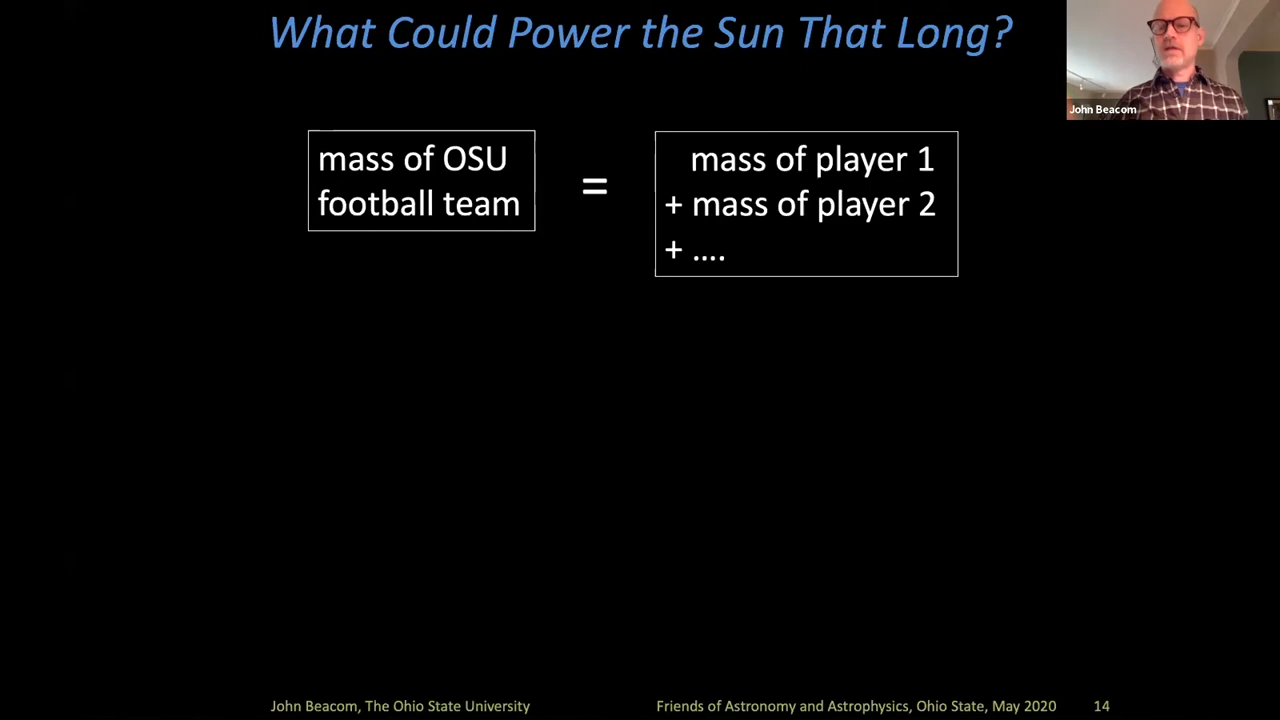 What Could Power the Sun That Long?
John Beacom
mass of OSU
football team
=
mass of player 1
+ mass of player 2
+ ....
John Beacom, The Ohio State University
Friends of Astronomy and Astrophysics, Ohio State, May 2020
14